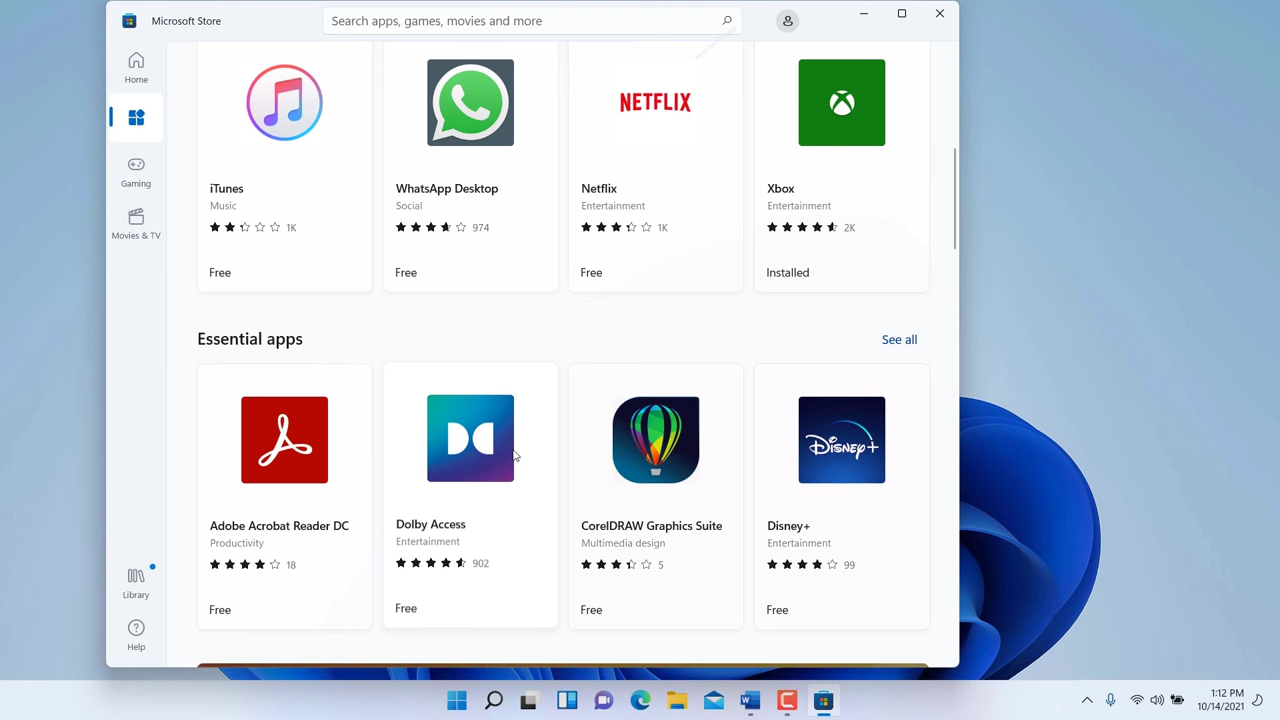 Microsoft Store
Search apps, games, movies and more
Home
Gaming
Movies & TV
Library
Help
NETFLIX
iTunes
Music
1K
Free
WhatsApp Desktop
Social
974
Free
Netflix
Entertainment
1K
Free
Xbox
Entertainment
2K
Installed
Essential apps
See all
Disney+
Adobe Acrobat Reader DC
Productivity
18
Free
Dolby Access
Entertainment
902
Free
CorelDRAW Graphics Suite
Multimedia design
5
Free
Disney+
Entertainment
99
Free
1:12 PM
10/14/2021